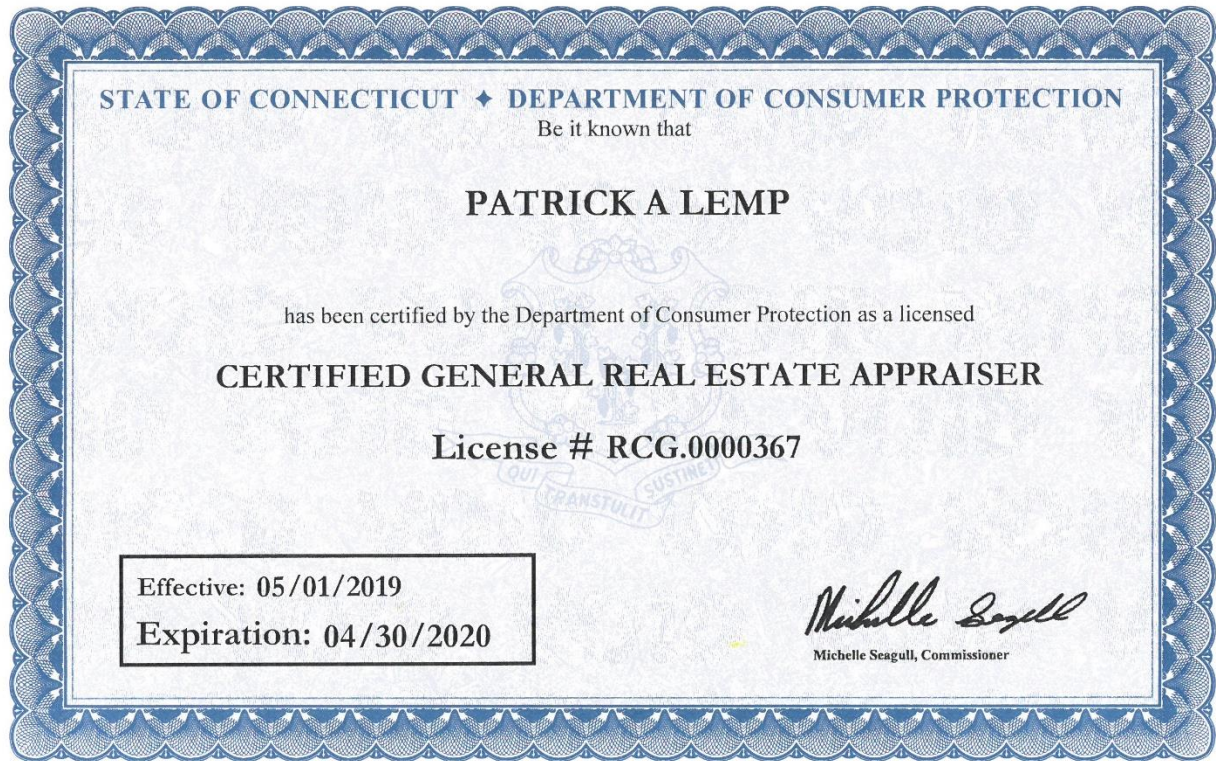 STATE OF CONNECTICUT ✦ DEPARTMENT OF CONSUMER PROTECTION
Be it known that
PATRICK A LEMP
has been certified by the Department of Consumer Protection as a licensed
CERTIFIED GENERAL REAL ESTATE APPRAISER
License # RCG.0000367
QUI TRANSTULIT SUSTINET
Effective: 05/01/2019
Expiration: 04/30/2020
Michelle Seagull
Michelle Seagull, Commissioner